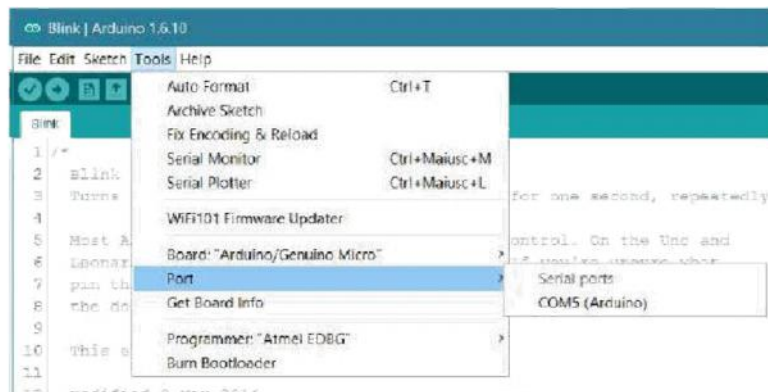 Blink | Arduino 1.6.10
File Edit Sketch Tools Help
Blink
Auto Format Ctrl+T
Archive Sketch
Fix Encoding & Reload
Serial Monitor Ctrl+Maiusc+M
Serial Plotter Ctrl+Maiusc+L
WiFi101 Firmware Updater
Board: "Arduino/Genuino Micro"
Port
Get Board Info
Programmer: "Atmel EDBG"
Burn Bootloader
Serial ports
COM5 (Arduino)
1 /*
2 Blink
3 Turns for one second, repeatedly
4
5 Most A ontrol. On the Uno and
6 Leonar
7 pin th
8 the do
9
10 This e
11